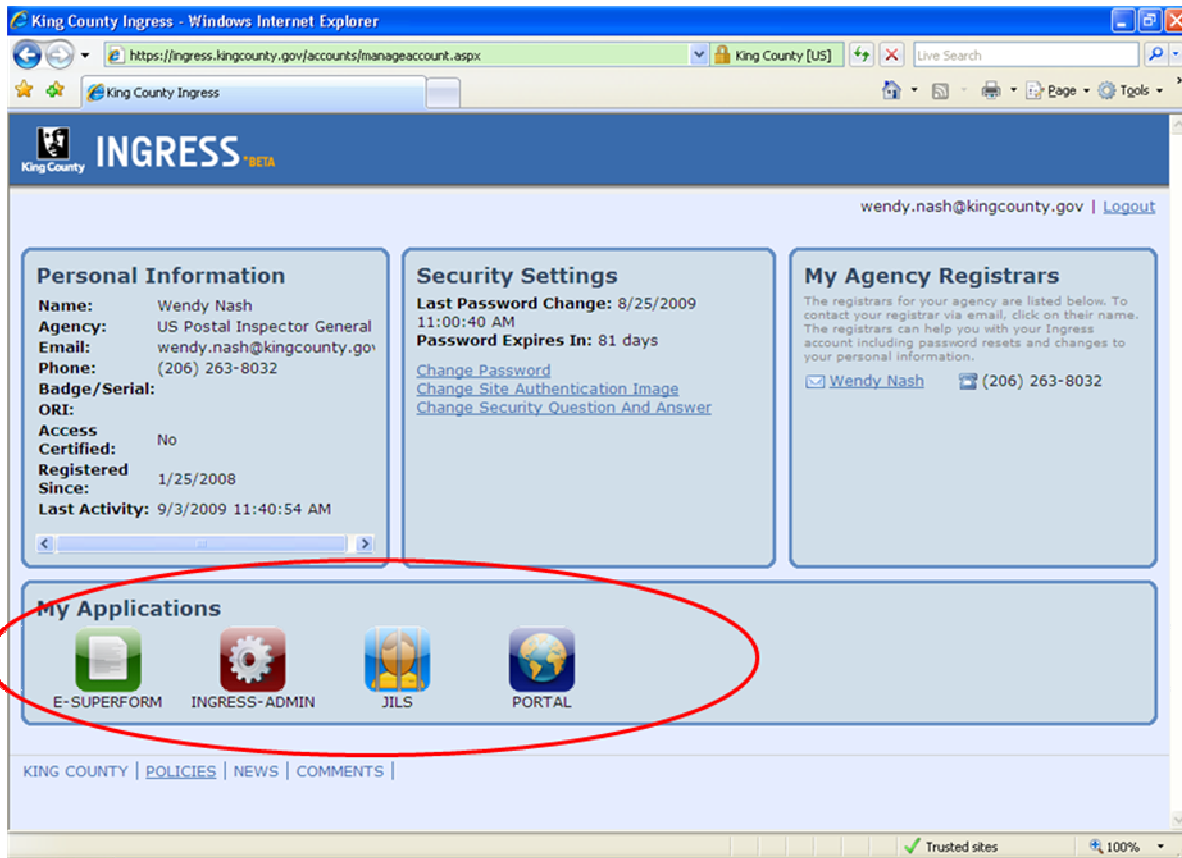 King County Ingress - Windows Internet Explorer
https://ingress.kingcounty.gov/accounts/manageaccount.aspx
King County [US]
Live Search
King County Ingress
Page
Tools
King County
INGRESS *BETA
wendy.nash@kingcounty.gov | Logout
Personal Information
Name: Wendy Nash
Agency: US Postal Inspector General
Email: wendy.nash@kingcounty.gov
Phone: (206) 263-8032
Badge/Serial:
ORI:
Access
Certified: No
Registered
Since: 1/25/2008
Last Activity: 9/3/2009 11:40:54 AM
Security Settings
Last Password Change: 8/25/2009
11:00:40 AM
Password Expires In: 81 days
Change Password
Change Site Authentication Image
Change Security Question And Answer
My Agency Registrars
The registrars for your agency are listed below. To
contact your registrar via email, click on their name.
The registrars can help you with your Ingress
account including password resets and changes to
your personal information.
Wendy Nash (206) 263-8032
My Applications
E-SUPERFORM
INGRESS-ADMIN
JILS
PORTAL
KING COUNTY | POLICIES | NEWS | COMMENTS |
Trusted sites
100%